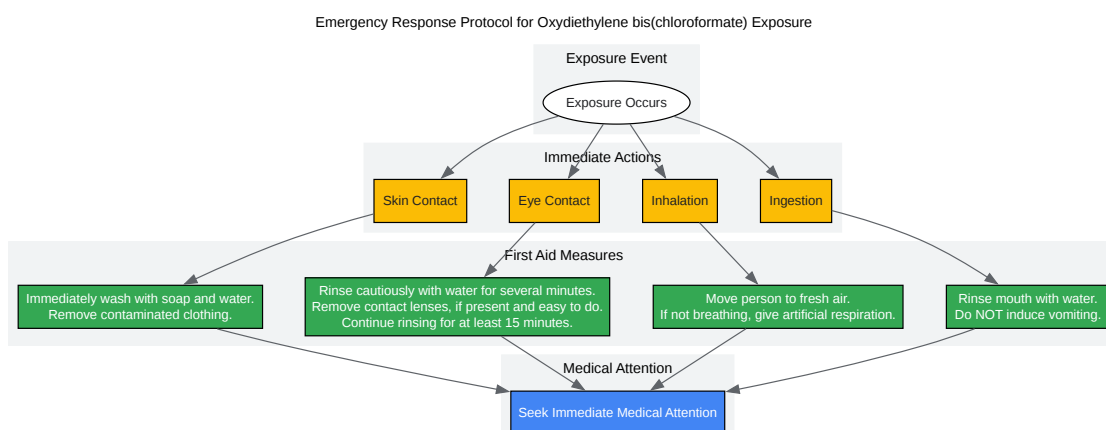 Emergency Response Protocol for Oxydiethylene bis(chloroformate) Exposure
Exposure Event
Exposure Occurs
Immediate Actions
Skin Contact
Eye Contact
Inhalation
Ingestion
First Aid Measures
Immediately wash with soap and water.
Remove contaminated clothing.
Rinse cautiously with water for several minutes.
Remove contact lenses, if present and easy to do.
Continue rinsing for at least 15 minutes.
Move person to fresh air.
If not breathing, give artificial respiration.
Rinse mouth with water.
Do NOT induce vomiting.
Medical Attention
Seek Immediate Medical Attention